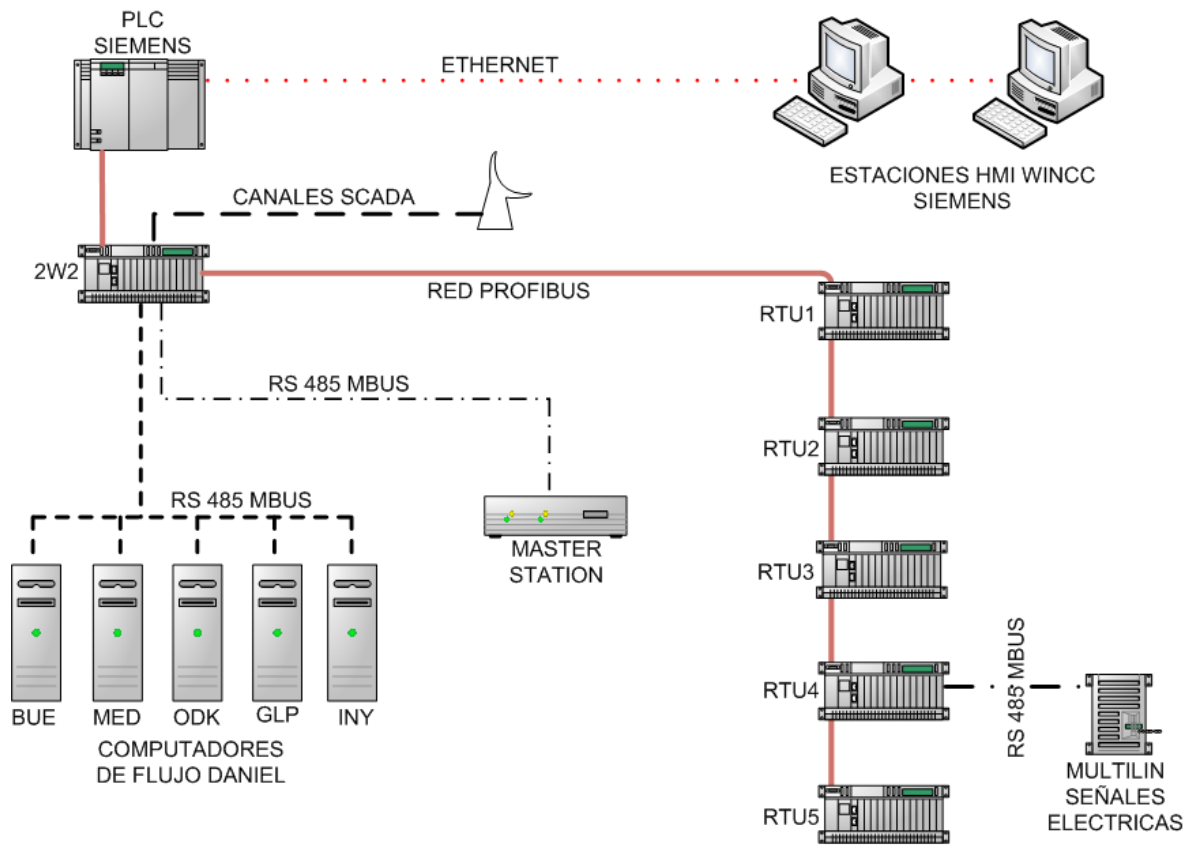 PLC
SIEMENS
ETHERNET
ESTACIONES HMI WINCC
SIEMENS
CANALES SCADA
2W2
RED PROFIBUS
RTU1
RS 485 MBUS
RTU2
RS 485 MBUS
MASTER
STATION
RTU3
RTU4
RS 485 MBUS
BUE
MED
ODK
GLP
INY
COMPUTADORES
DE FLUJO DANIEL
MULTILIN
SEÑALES
ELECTRICAS
RTU5